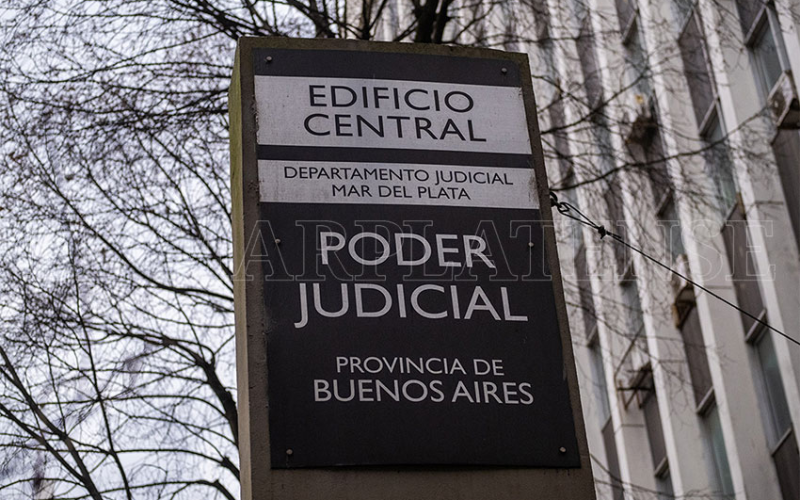 EDIFICIO
CENTRAL
DEPARTAMENTO JUDICIAL
MAR DEL PLATA
PODER
JUDICIAL
PROVINCIA DE
BUENOS AIRES